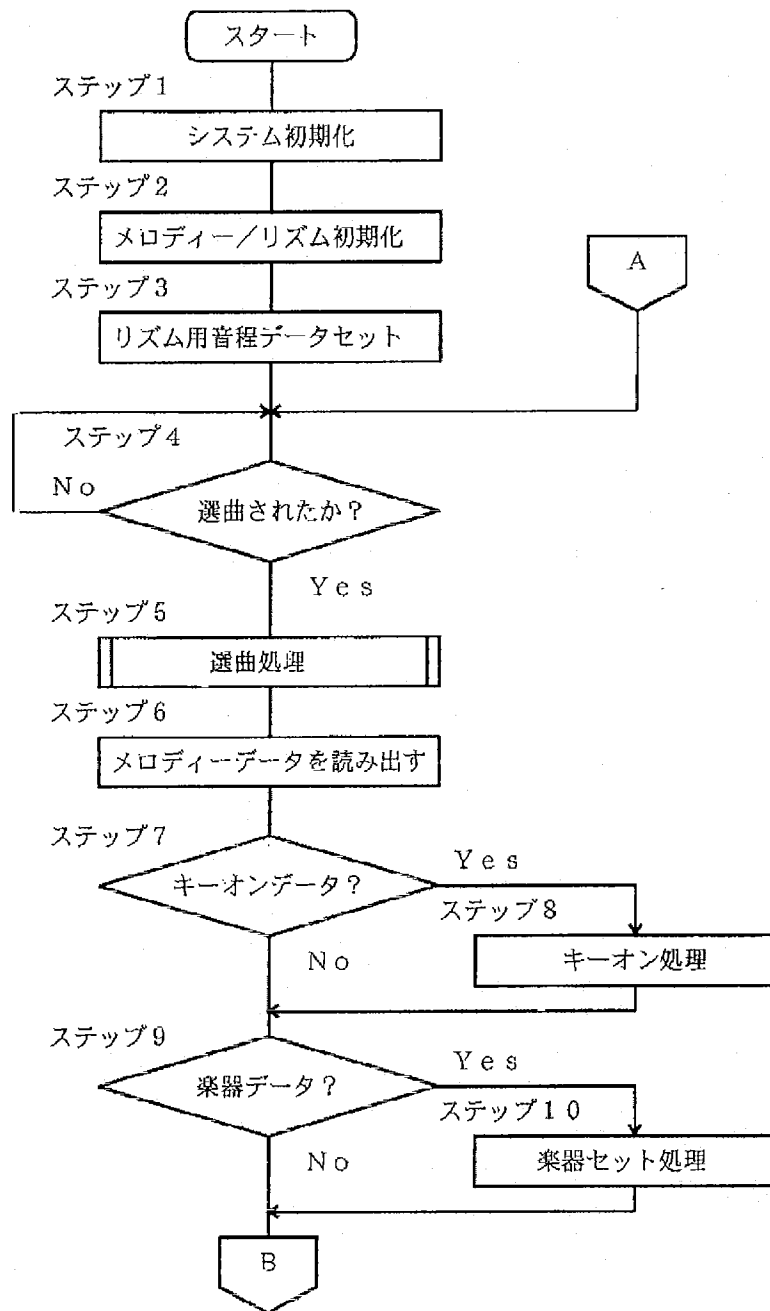 スタート
ステップ1
システム初期化
ステップ2
メロディー／リズム初期化
A
ステップ3
リズム用音程データセット
ステップ4
No
選曲されたか？
Yes
ステップ5
選曲処理
ステップ6
メロディーデータを読み出す
ステップ7
キーオンデータ？
Yes
ステップ8
キーオン処理
No
ステップ9
楽器データ？
Yes
ステップ10
楽器セット処理
No
B